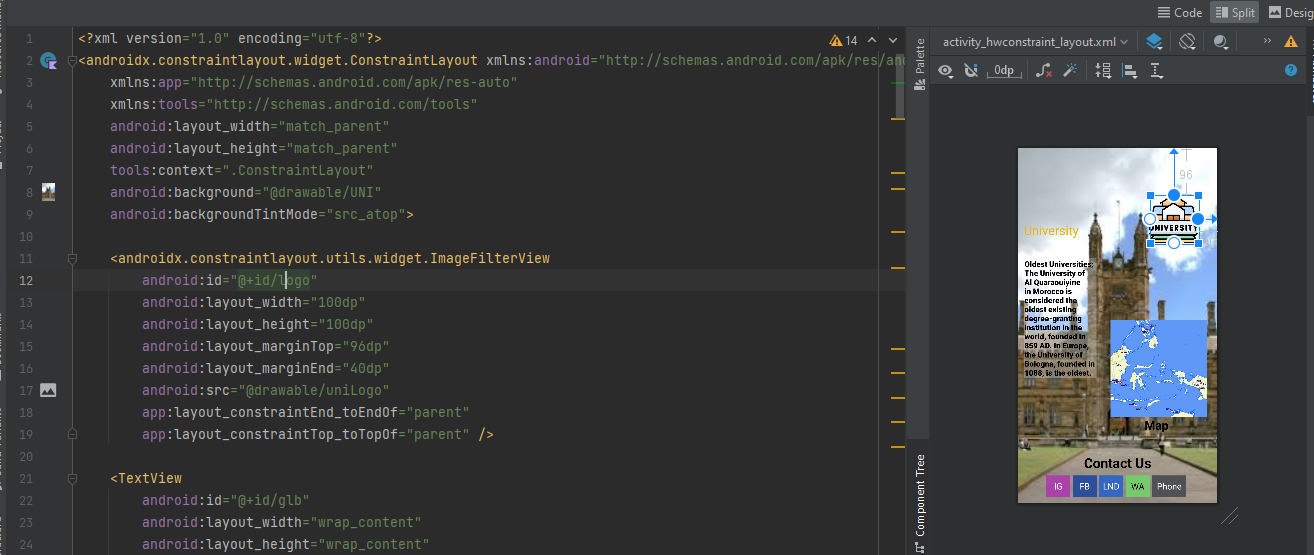 Code
Split
Desig
1 <?xml version="1.0" encoding="utf-8"?>
14
2 <androidx.constraintlayout.widget.ConstraintLayout xmlns:android="http://schemas.android.com/apk/res/and
3 xmlns:app="http://schemas.android.com/apk/res-auto"
4 xmlns:tools="http://schemas.android.com/tools"
5 android:layout_width="match_parent"
6 android:layout_height="match_parent"
7 tools:context=".ConstraintLayout"
8 android:background="@drawable/UNI"
9 android:backgroundTintMode="src_atop">
10
11 <androidx.constraintlayout.utils.widget.ImageFilterView
12 android:id="@+id/logo"
13 android:layout_width="100dp"
14 android:layout_height="100dp"
15 android:layout_marginTop="96dp"
16 android:layout_marginEnd="40dp"
17 android:src="@drawable/uniLogo"
18 app:layout_constraintEnd_toEndOf="parent"
19 app:layout_constraintTop_toTopOf="parent" />
20
21 <TextView
22 android:id="@+id/glb"
23 android:layout_width="wrap_content"
24 android:layout_height="wrap_content"
Palette
Component Tree
activity_hwconstraint_layout.xml
0dp
96
UNIVERSITY
University
Oldest Universities:
The University of
Al Quaraouiyine
in Morocco is
considered the
oldest existing
degree-granting
institution in the
world, founded in
859 AD. In Europe,
the University of
Bologna, founded in
1088, is the oldest.
Map
Contact Us
IG FB LND WA Phone